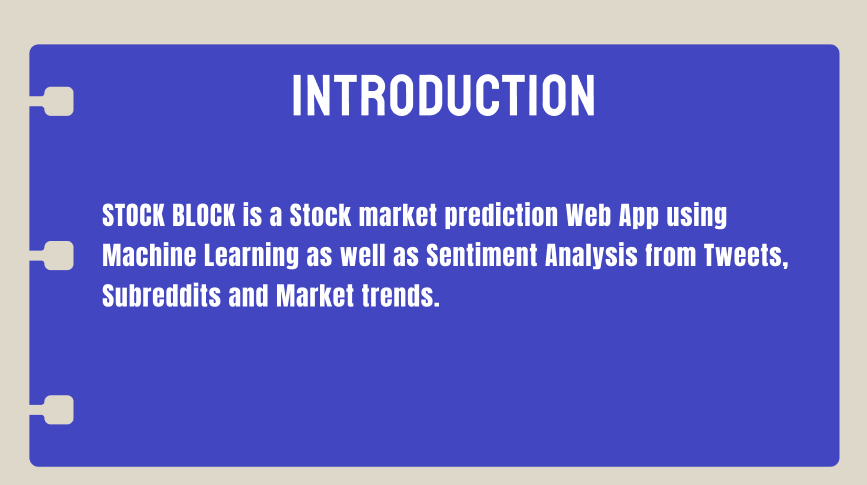 INTRODUCTION
STOCK BLOCK is a Stock market prediction Web App using
Machine Learning as well as Sentiment Analysis from Tweets,
Subreddits and Market trends.